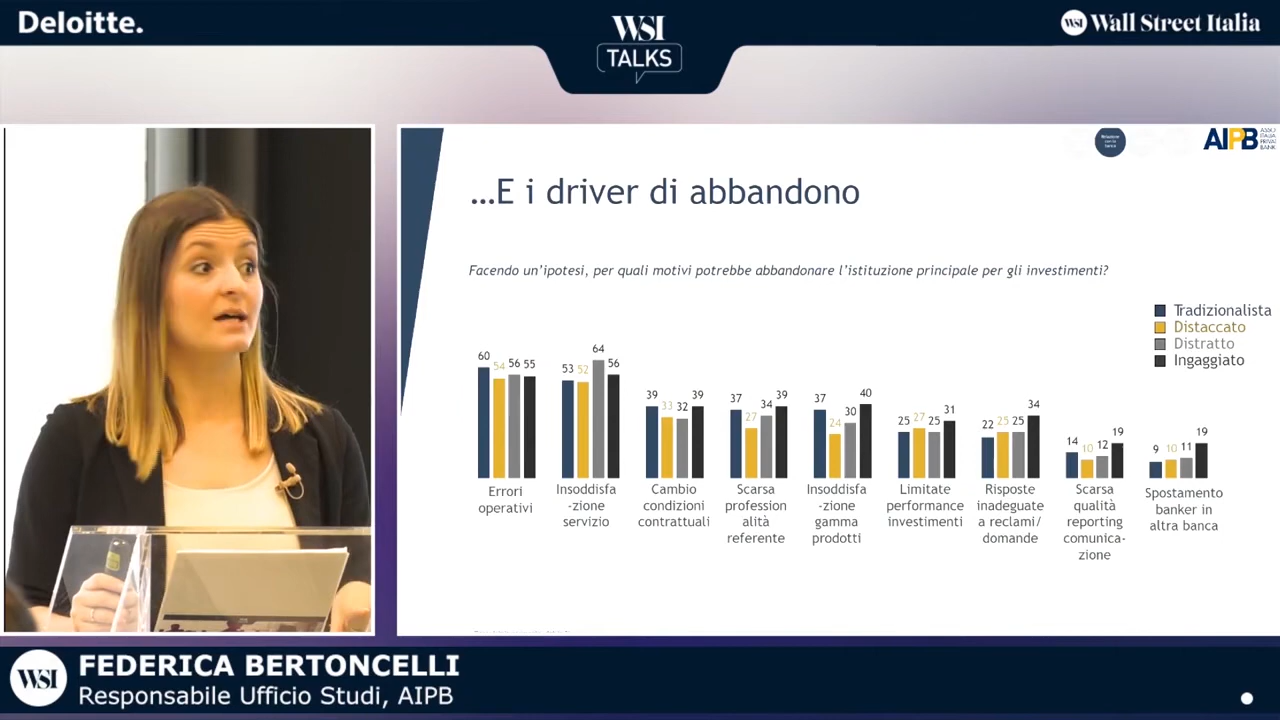 Deloitte.
WSI
TALKS
WSI Wall Street Italia
Relazione con la banca
AIPB
...E i driver di abbandono
Facendo un'ipotesi, per quali motivi potrebbe abbandonare l'istituzione principale per gli investimenti?
Tradizionalista
Distaccato
Distratto
Ingaggiato
60 54 56 55
53 52 64 56
39 33 32 39
37 27 34 39
37 24 30 40
25 27 25 31
22 25 25 34
14 10 12 19
9 10 11 19
Errori
operativi
Insoddisfa
-zione
servizio
Cambio
condizioni
contrattuali
Scarsa
profession
alità
referente
Insoddisfa
-zione
gamma
prodotti
Limitate
performance
investimenti
Risposte
inadeguate
a reclami/
domande
Scarsa
qualità
reporting
comunica-
zione
Spostamento
banker in
altra banca
WSI
FEDERICA BERTONCELLI
Responsabile Ufficio Studi, AIPB